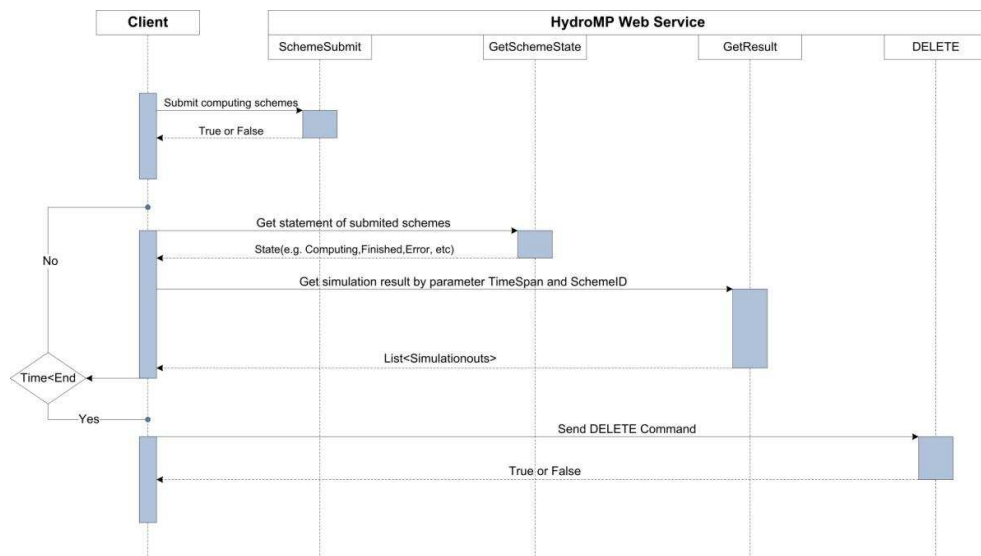 Client
HydroMP Web Service
SchemeSubmit
GetSchemeState
GetResult
DELETE
Submit computing schemes
True or False
Get statement of submited schemes
State(e.g. Computing,Finished,Error, etc)
No
Get simulation result by parameter TimeSpan and SchemeID
List<Simulationouts>
Time<End
Yes
Send DELETE Command
True or False